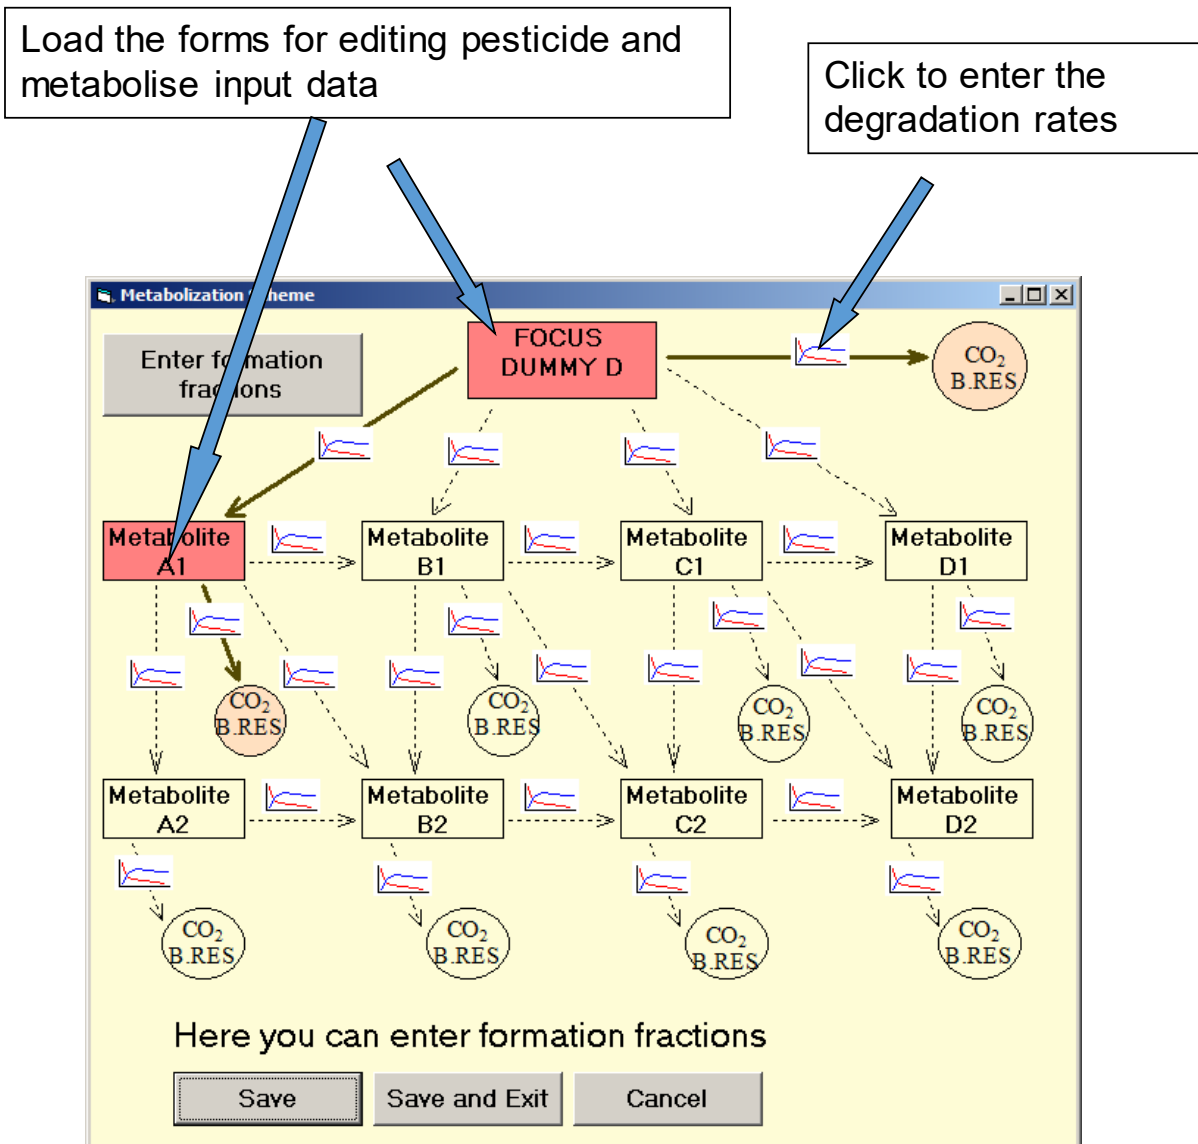 Load the forms for editing pesticide and
metabolise input data
Click to enter the
degradation rates
Metabolization
heme
Enter formation
fractions
FOCUS
DUMMY D
CO₂
B.RES
Metabolite
A1
Metabolite
B1
Metabolite
C1
Metabolite
D1
CO₂
B.RES
CO₂
B.RES
CO₂
B.RES
CO₂
B.RES
Metabolite
A2
Metabolite
B2
Metabolite
C2
Metabolite
D2
CO₂
B.RES
CO₂
B.RES
CO₂
B.RES
CO₂
B.RES
Here you can enter formation fractions
Save
Save and Exit
Cancel